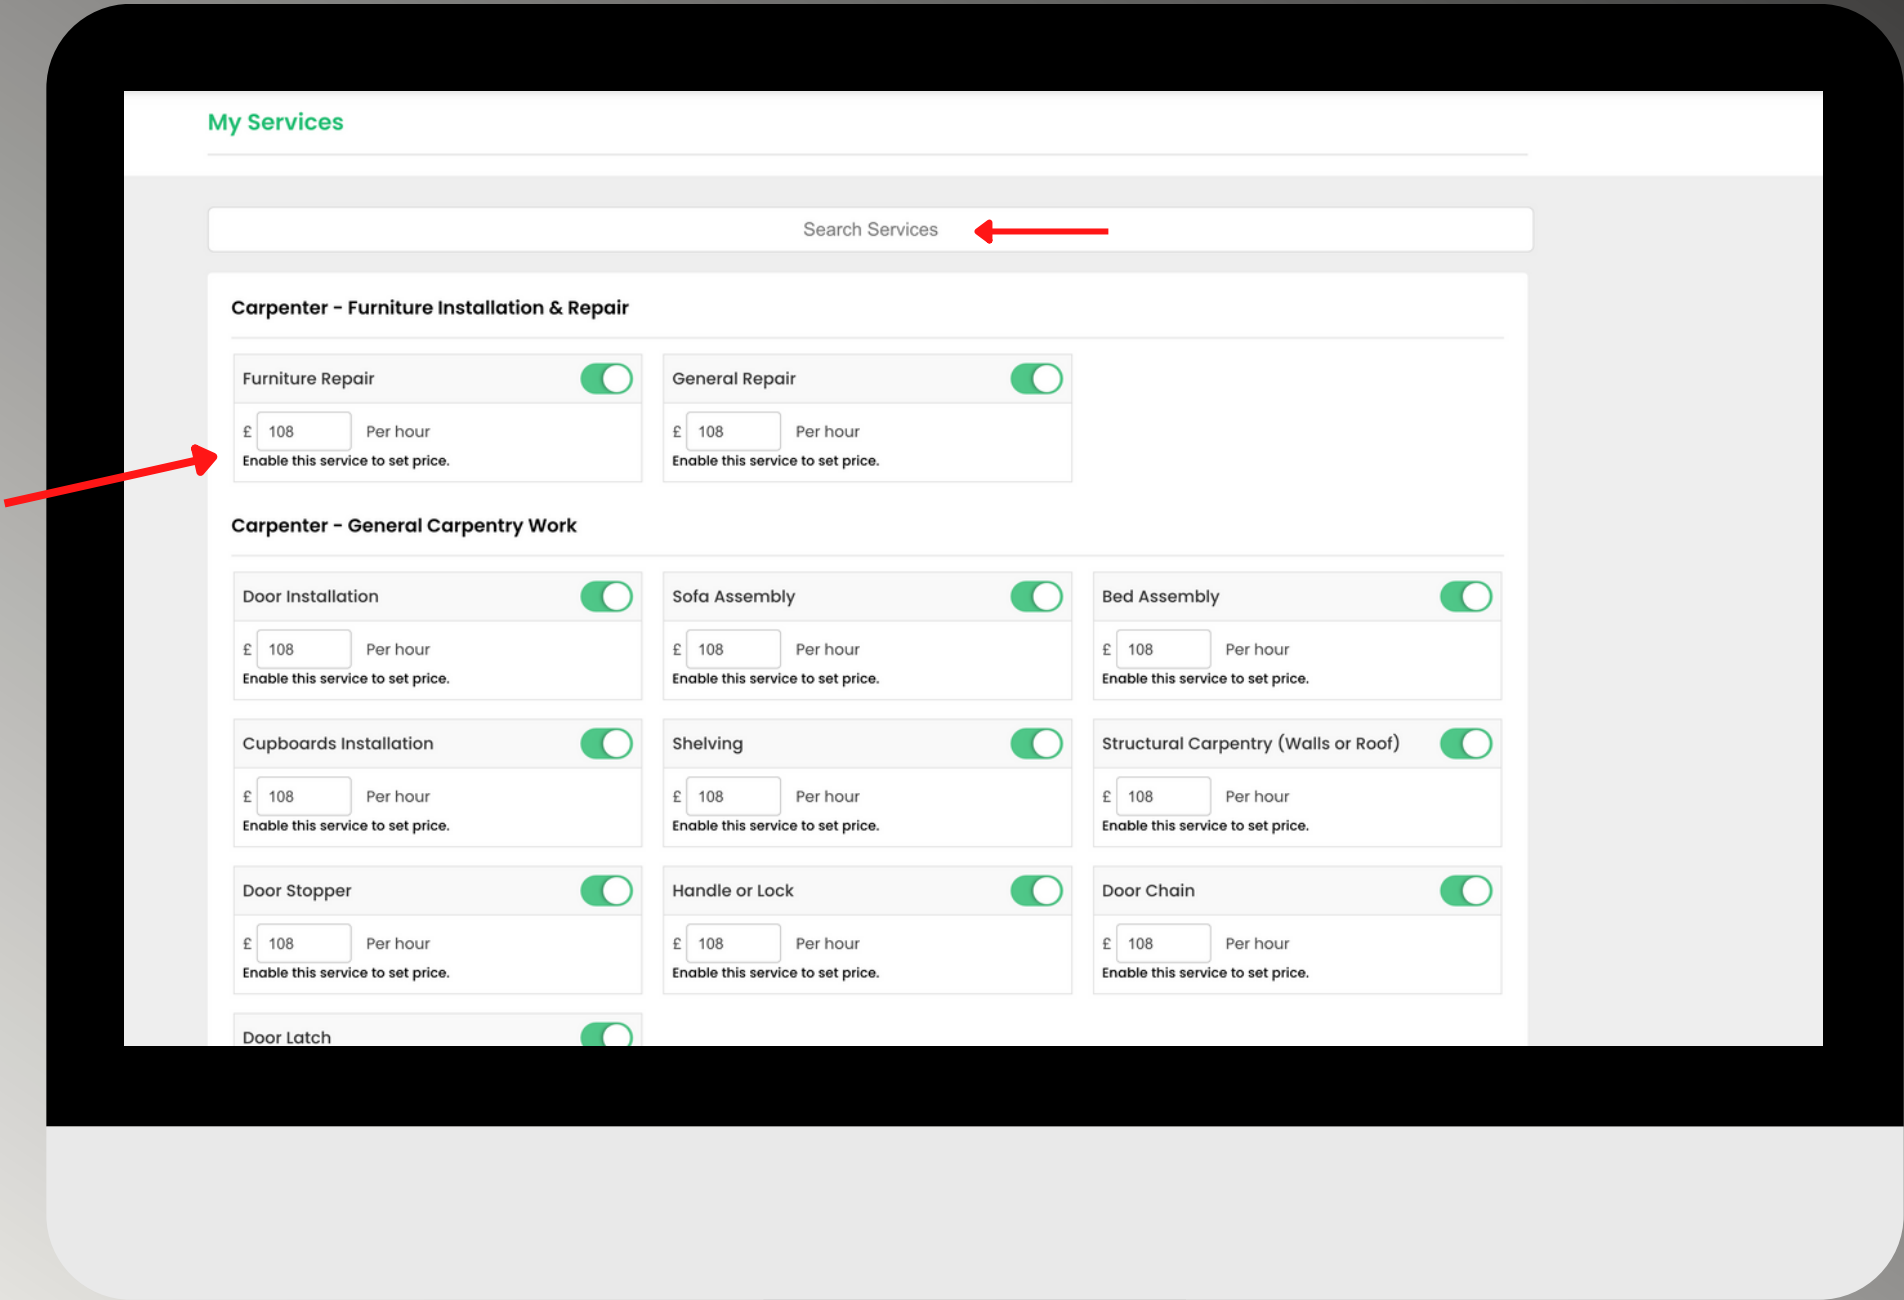 My Services
Search Services
Carpenter - Furniture Installation & Repair
Furniture Repair
General Repair
£ 108 Per hour
£ 108 Per hour
Enable this service to set price.
Enable this service to set price.
Carpenter - General Carpentry Work
Door Installation
Sofa Assembly
Bed Assembly
£ 108 Per hour
£ 108 Per hour
£ 108 Per hour
Enable this service to set price.
Enable this service to set price.
Enable this service to set price.
Cupboards Installation
Shelving
Structural Carpentry (Walls or Roof)
£ 108 Per hour
£ 108 Per hour
£ 108 Per hour
Enable this service to set price.
Enable this service to set price.
Enable this service to set price.
Door Stopper
Handle or Lock
Door Chain
£ 108 Per hour
£ 108 Per hour
£ 108 Per hour
Enable this service to set price.
Enable this service to set price.
Enable this service to set price.
Door Latch